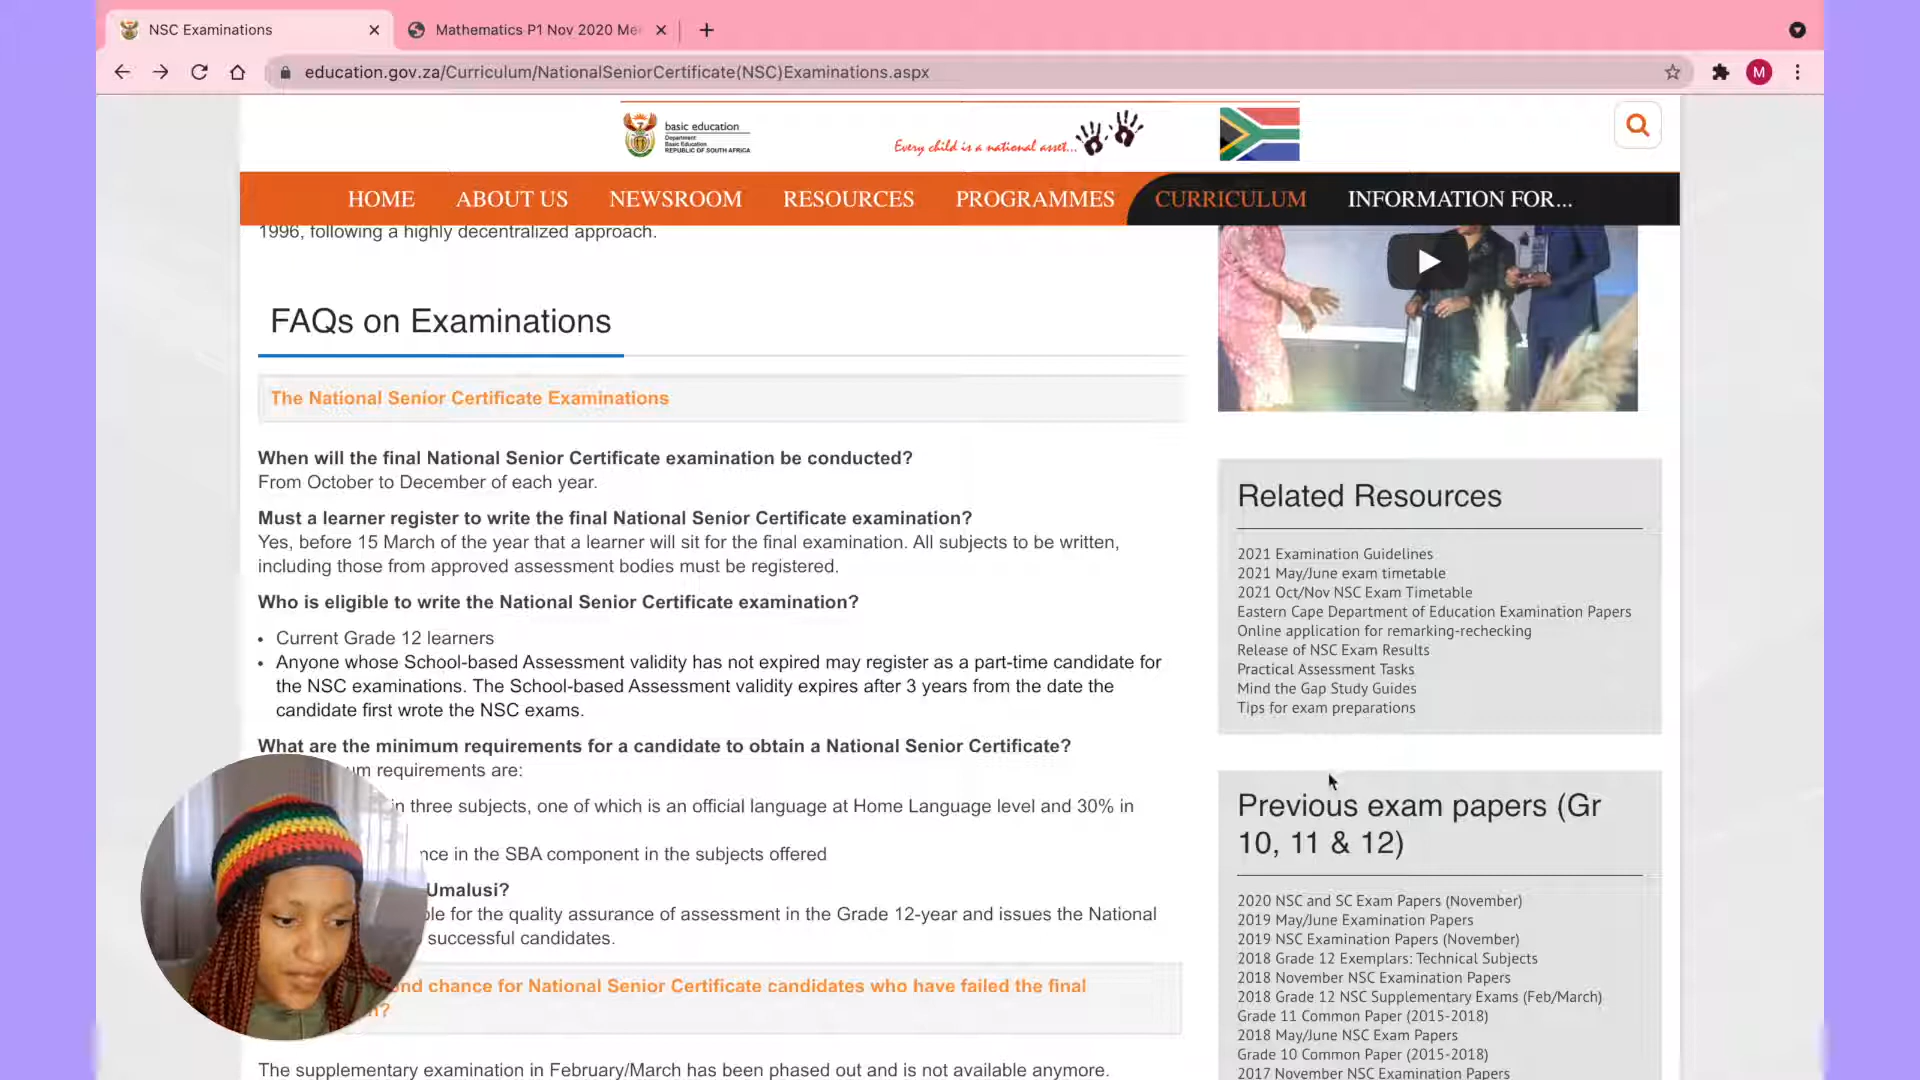 NSC Examinations
Mathematics P1 Nov 2020 Me
education.gov.za/Curriculum/NationalSeniorCertificate(NSC)Examinations.aspx
M
basic education
Department:
Basic Education
REPUBLIC OF SOUTH AFRICA
Every child is a national asset...
HOME ABOUT US NEWSROOM RESOURCES PROGRAMMES CURRICULUM INFORMATION FOR...
1996, following a highly decentralized approach.
FAQs on Examinations
The National Senior Certificate Examinations
When will the final National Senior Certificate examination be conducted?
From October to December of each year.
Must a learner register to write the final National Senior Certificate examination?
Yes, before 15 March of the year that a learner will sit for the final examination. All subjects to be written,
including those from approved assessment bodies must be registered.
Who is eligible to write the National Senior Certificate examination?
• Current Grade 12 learners
• Anyone whose School-based Assessment validity has not expired may register as a part-time candidate for
the NSC examinations. The School-based Assessment validity expires after 3 years from the date the
candidate first wrote the NSC exams.
What are the minimum requirements for a candidate to obtain a National Senior Certificate?
um requirements are:
in three subjects, one of which is an official language at Home Language level and 30% in
nce in the SBA component in the subjects offered
Umalusi?
ble for the quality assurance of assessment in the Grade 12-year and issues the National
successful candidates.
ond chance for National Senior Certificate candidates who have failed the final
n?
The supplementary examination in February/March has been phased out and is not available anymore.
Related Resources
2021 Examination Guidelines
2021 May/June exam timetable
2021 Oct/Nov NSC Exam Timetable
Eastern Cape Department of Education Examination Papers
Online application for remarking-rechecking
Release of NSC Exam Results
Practical Assessment Tasks
Mind the Gap Study Guides
Tips for exam preparations
Previous exam papers (Gr
10, 11 & 12)
2020 NSC and SC Exam Papers (November)
2019 May/June Examination Papers
2019 NSC Examination Papers (November)
2018 Grade 12 Exemplars: Technical Subjects
2018 November NSC Examination Papers
2018 Grade 12 NSC Supplementary Exams (Feb/March)
Grade 11 Common Paper (2015-2018)
2018 May/June NSC Exam Papers
Grade 10 Common Paper (2015-2018)
2017 November NSC Examination Papers